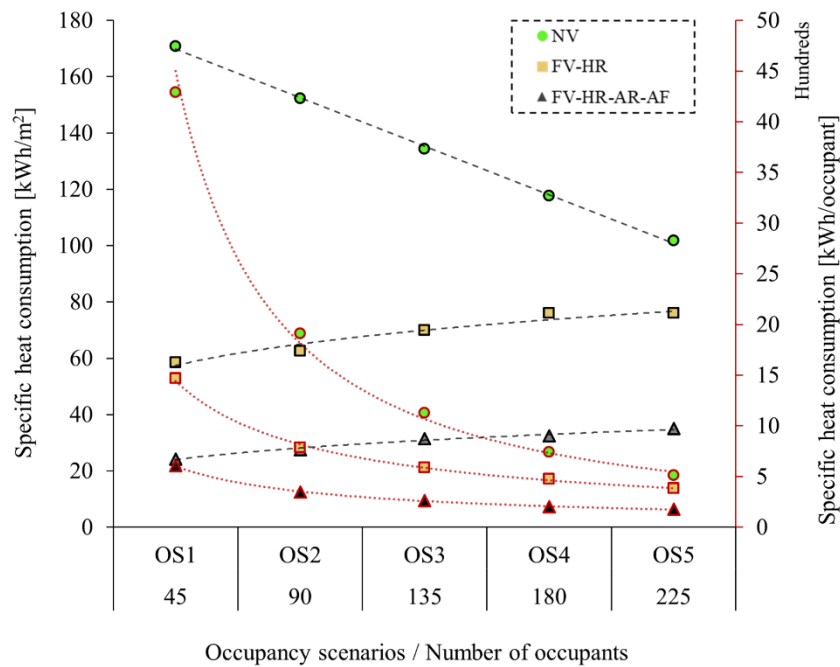 180
160
140
120
100
80
60
40
20
0
Specific heat consumption [kWh/m²]
NV
FV-HR
FV-HR-AR-AF
50
45
40
35
30
25
20
15
10
5
0
Hundreds
Specific heat consumption [kWh/occupant]
OS1 OS2 OS3 OS4 OS5
45 90 135 180 225
Occupancy scenarios / Number of occupants